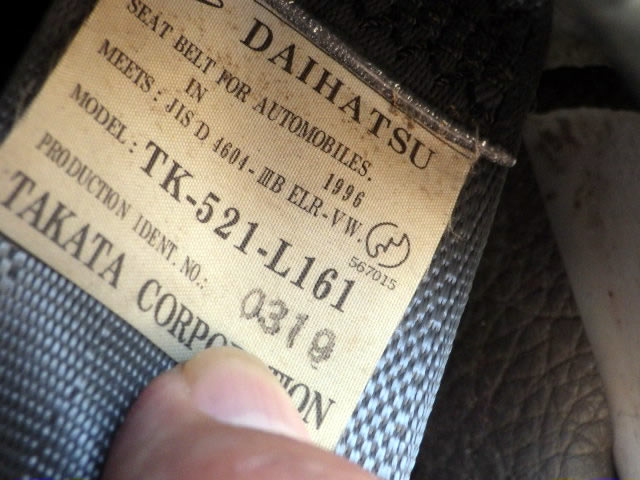 DAIHATSU
SEAT BELT FOR AUTOMOBILES.
IN 1996
MEETS: JIS D 4604-ⅢB ELR-VW.
567015
MODEL: TK-521-L161
PRODUCTION IDENT. NO.: 0319
TAKATA CORPORATION